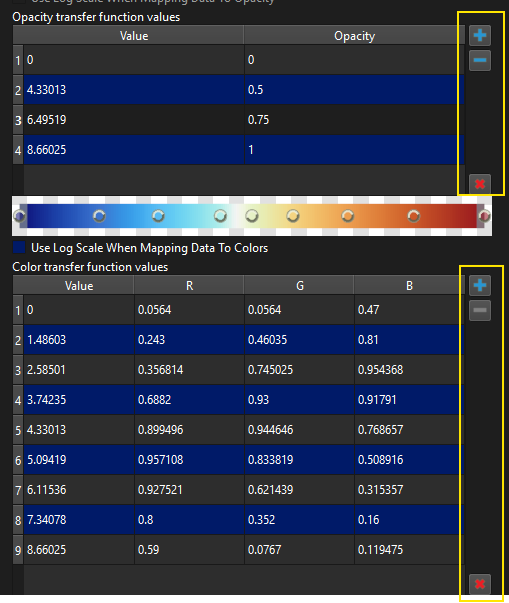 Use Log Scale When Mapping Data To Opacity
Opacity transfer function values
Value Opacity
1 0 0
2 4.33013 0.5
3 6.49519 0.75
4 8.66025 1
Use Log Scale When Mapping Data To Colors
Color transfer function values
Value R G B
1 0 0.0564 0.0564 0.47
2 1.48603 0.243 0.46035 0.81
3 2.58501 0.356814 0.745025 0.954368
4 3.74235 0.6882 0.93 0.91791
5 4.33013 0.899496 0.944646 0.768657
6 5.09419 0.957108 0.833819 0.508916
7 6.11536 0.927521 0.621439 0.315357
8 7.34078 0.8 0.352 0.16
9 8.66025 0.59 0.0767 0.119475